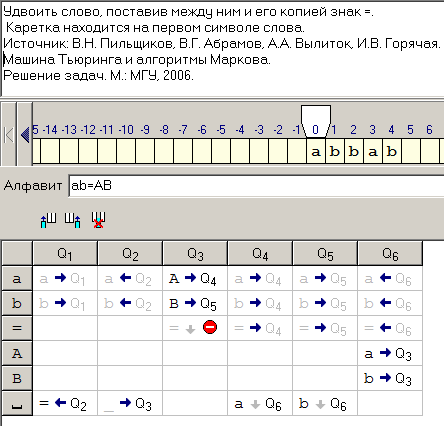 Удвоить слово, поставив между ним и его копией знак =.
Каретка находится на первом символе слова.
Источник: В.Н. Пильщиков, В.Г. Абрамов, А.А. Вылиток, И.В. Горячая.
Машина Тьюринга и алгоритмы Маркова.
Решение задач. М.: МГУ, 2006.
5 -14 -13 -12 -11 -10 -9 -8 -7 -6 -5 -4 -3 -2 -1 0 1 2 3 4 5 6
a b b a b
Алфавит ab=AB
Q1 Q2 Q3 Q4 Q5 Q6
a a → Q1 a ← Q2 A → Q4 a → Q4 a → Q5 a ← Q6
b b → Q1 b ← Q2 B → Q5 b → Q4 b → Q5 b ← Q6
= = ↓ = → Q4 = → Q5 = ← Q6
A a → Q3
B b → Q3
␣ = ← Q2 _ → Q3 a ↓ Q6 b ↓ Q6